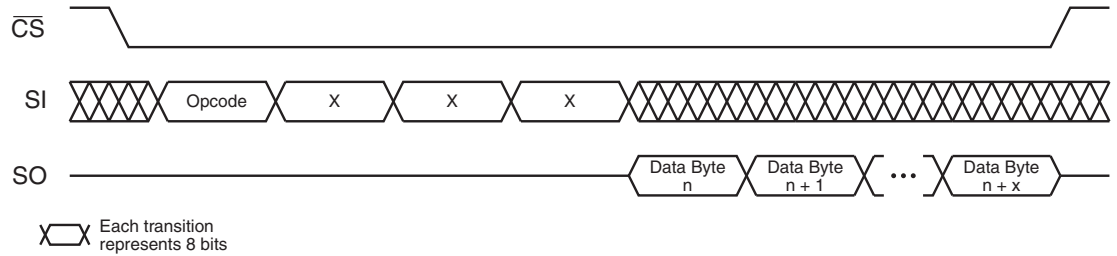 CS
SI
Opcode
X
X
X
SO
Data Byte
n
Data Byte
n + 1
•••
Data Byte
n + x
Each transition
represents 8 bits